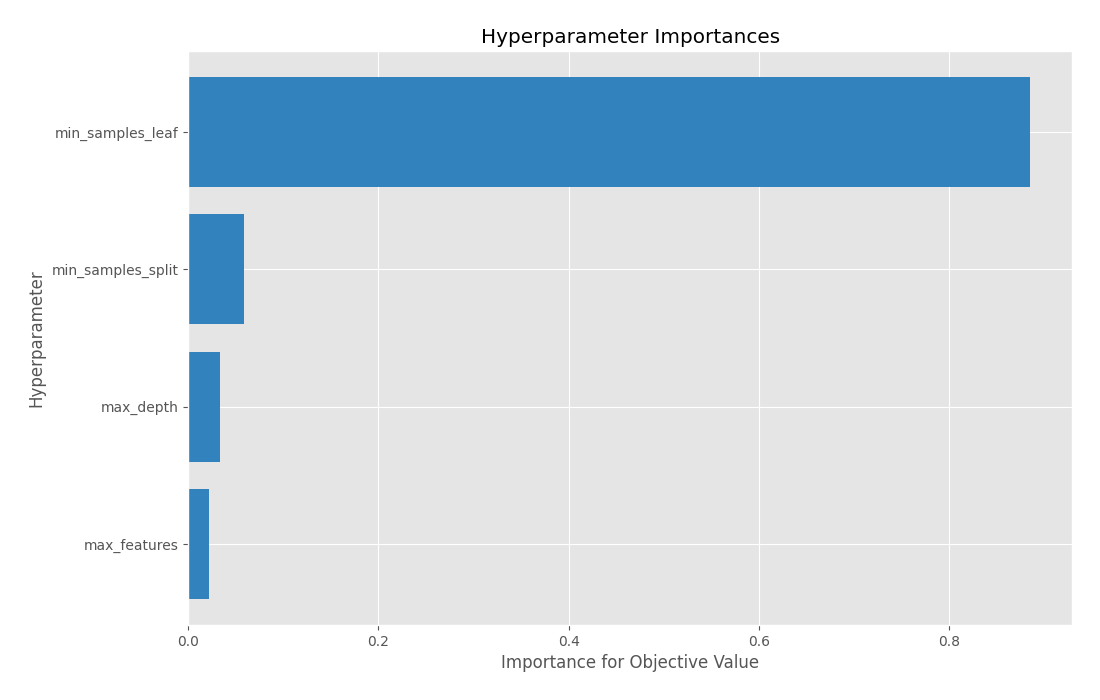 Hyperparameter Importances
Hyperparameter
min_samples_leaf
min_samples_split
max_depth
max_features
0.0 0.2 0.4 0.6 0.8
Importance for Objective Value